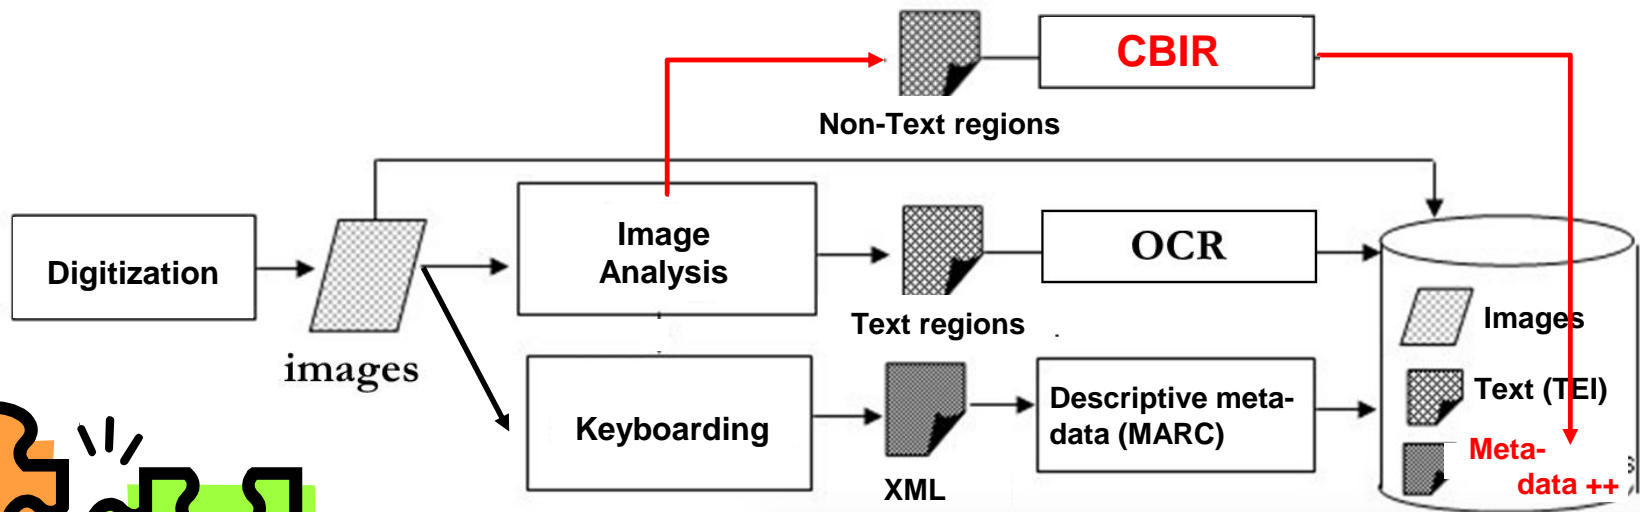 CBIR
Non-Text regions
Digitization
images
Image
Analysis
Text regions
OCR
Keyboarding
XML
Descriptive meta-
data (MARC)
Images
Text (TEI)
Meta-
data ++